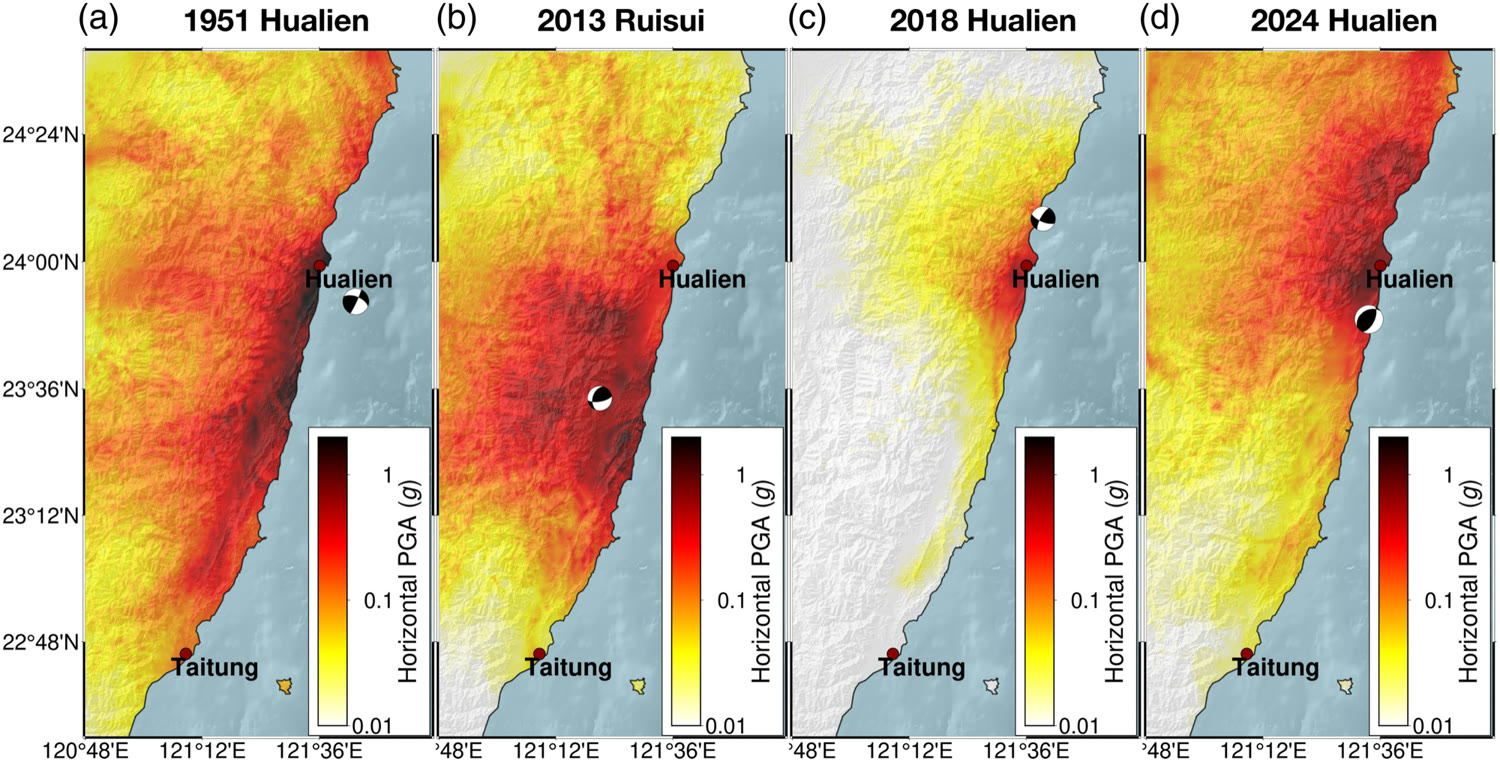 (a) 1951 Hualien
(b) 2013 Ruisui
(c) 2018 Hualien
(d) 2024 Hualien
24°24'N
24°00'N
23°36'N
23°12'N
22°48'N
Hualien
Taitung
1
0.1
0.01
Horizontal PGA (g)
120°48'E
121°12'E
121°36'E
Hualien
Taitung
1
0.1
0.01
Horizontal PGA (g)
121°12'E
121°36'E
Hualien
Taitung
1
0.1
0.01
Horizontal PGA (g)
°48'E
121°12'E
121°36'E
Hualien
Taitung
1
0.1
0.01
Horizontal PGA (g)
°48'E
121°12'E
121°36'E